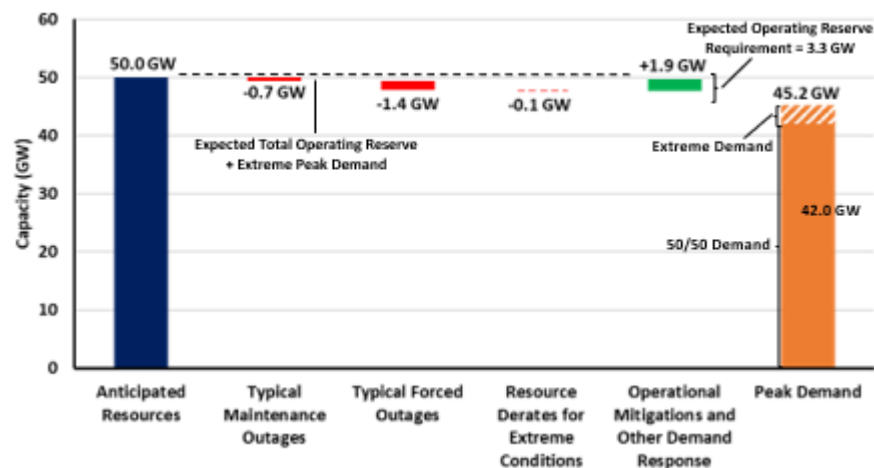 60
50
40
30
20
10
0
Capacity (GW)
50.0 GW
-0.7 GW
-1.4 GW
-0.1 GW
+1.9 GW
Expected Operating Reserve
Requirement = 3.3 GW
45.2 GW
Expected Total Operating Reserve
+ Extreme Peak Demand
Extreme Demand
42.0 GW
50/50 Demand
Anticipated
Resources
Typical
Maintenance
Outages
Typical Forced
Outages
Resource
Derates for
Extreme
Conditions
Operational
Mitigations and
Other Demand
Response
Peak Demand